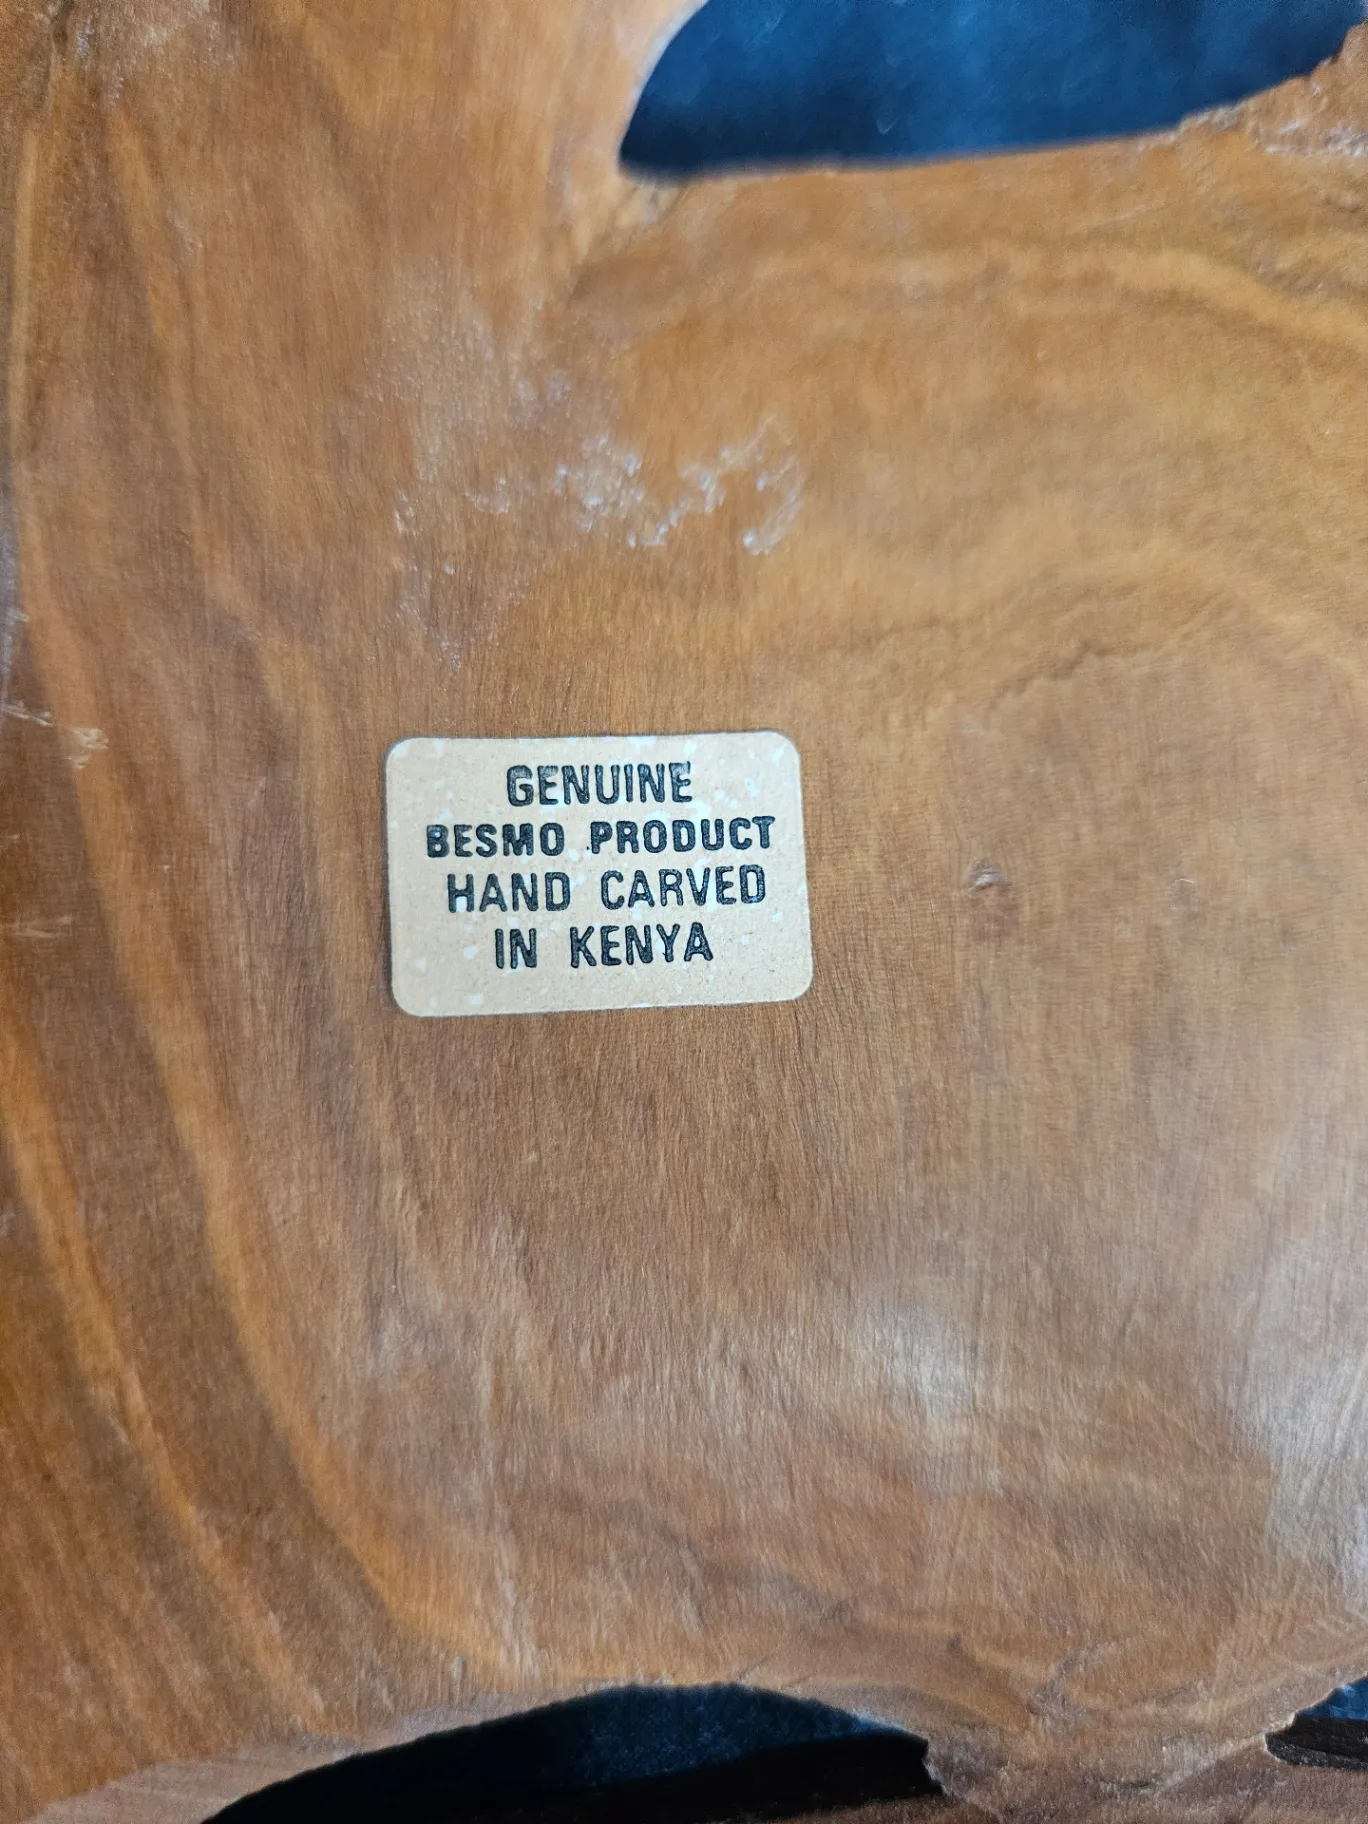 GENUINE
BESMO PRODUCT
HAND CARVED
IN KENYA